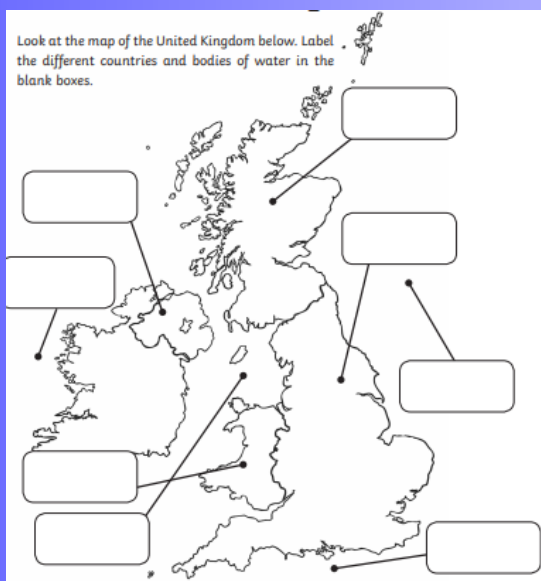 Look at the map of the United Kingdom below. Label
the different countries and bodies of water in the
blank boxes.